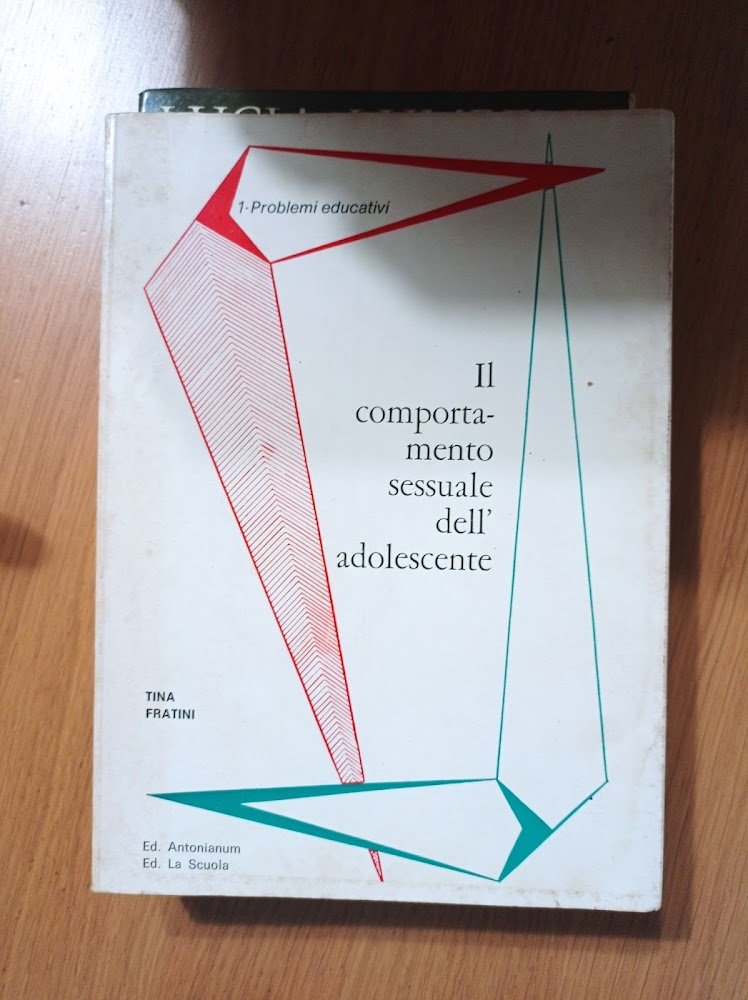 1-Problemi educativi
Il
comporta-
mento
sessuale
dell'
adolescente
TINA
FRATINI
Ed. Antonianum
Ed. La Scuola